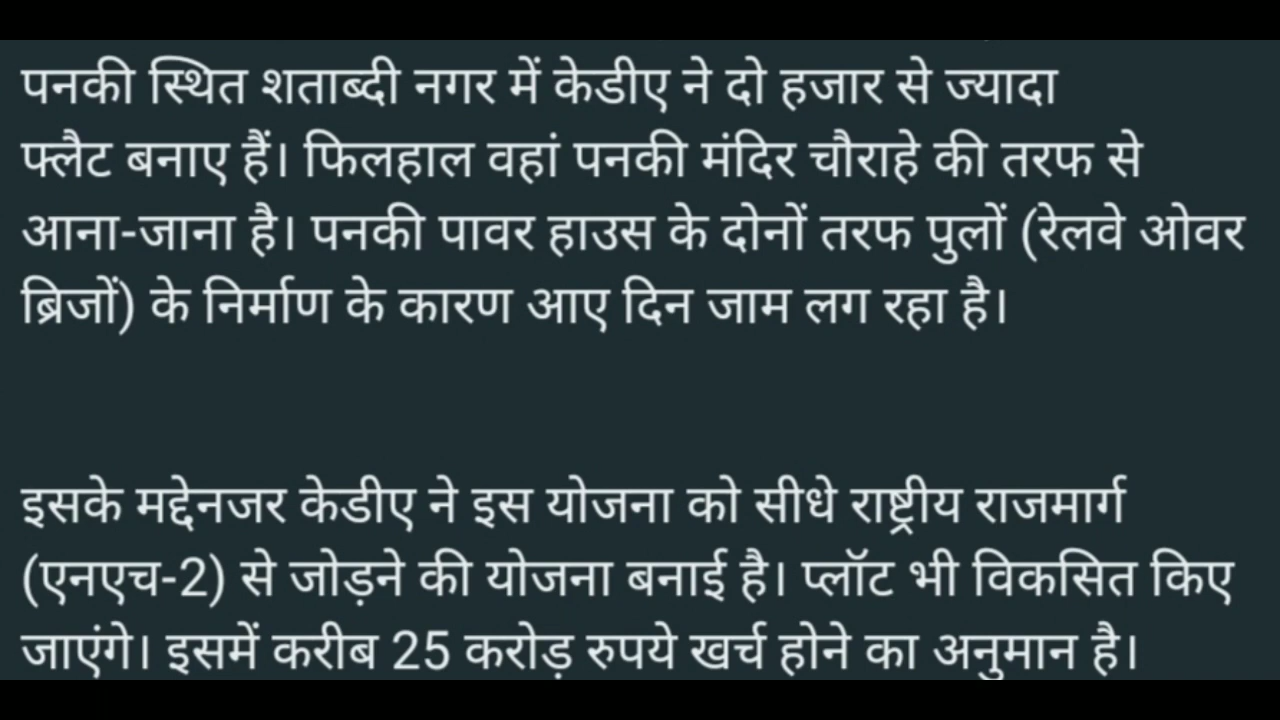 पनकी स्थित शताब्दी नगर में केडीए ने दो हजार से ज्यादा
फ्लैट बनाए हैं। फिलहाल वहां पनकी मंदिर चौराहे की तरफ से
आना-जाना है। पनकी पावर हाउस के दोनों तरफ पुलों (रेलवे ओवर
ब्रिजों) के निर्माण के कारण आए दिन जाम लग रहा है।
इसके मद्देनजर केडीए ने इस योजना को सीधे राष्ट्रीय राजमार्ग
(एनएच-2) से जोड़ने की योजना बनाई है। प्लॉट भी विकसित किए
जाएंगे। इसमें करीब 25 करोड़ रुपये खर्च होने का अनुमान है।